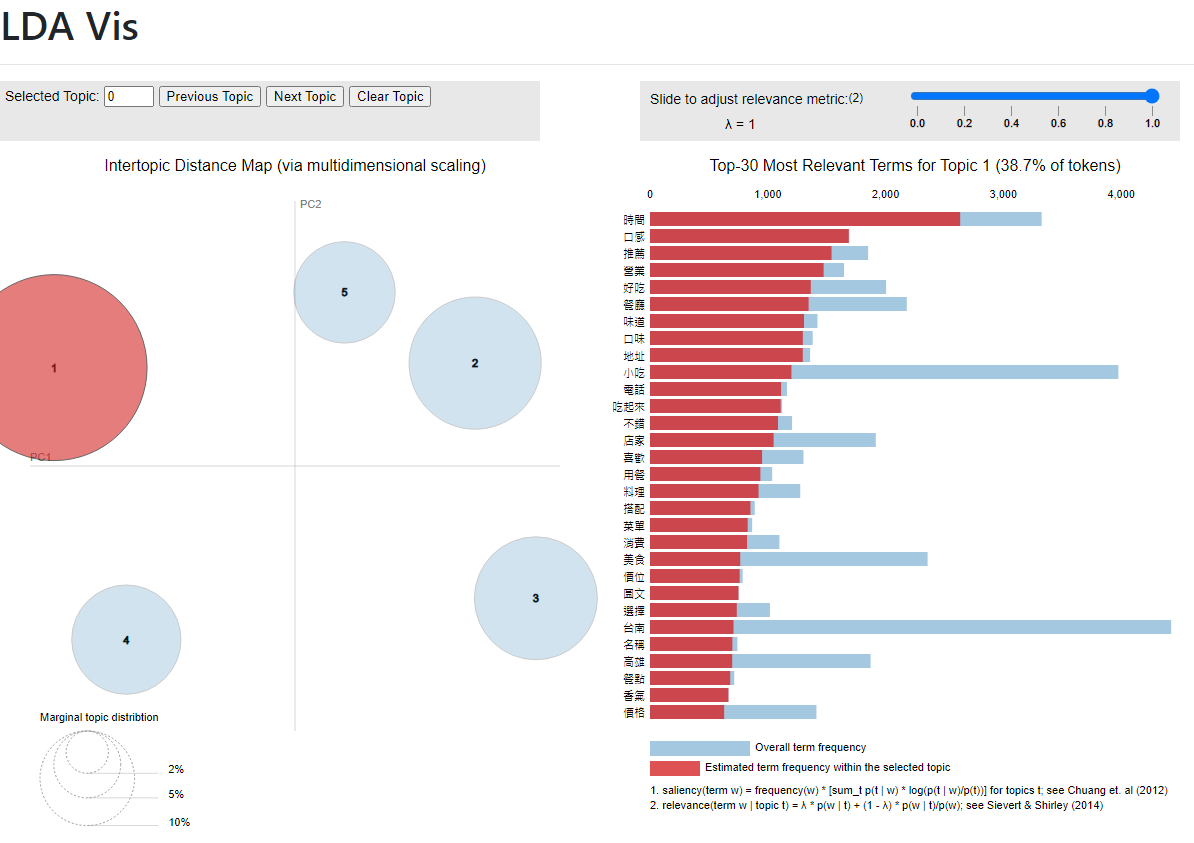 LDA Vis
Selected Topic: 0 Previous Topic Next Topic Clear Topic
Slide to adjust relevance metric:(2)
λ = 1
0.0 0.2 0.4 0.6 0.8 1.0
Intertopic Distance Map (via multidimensional scaling)
PC2
PC1
1
5
2
3
4
Marginal topic distribtion
2%
5%
10%
Top-30 Most Relevant Terms for Topic 1 (38.7% of tokens)
0 1,000 2,000 3,000 4,000
時間
口感
推薦
營業
好吃
餐廳
味道
口味
地址
小吃
電話
吃起來
不錯
店家
喜歡
用餐
料理
搭配
菜單
消費
美食
價位
圖文
選擇
台南
名稱
高雄
餐點
香氣
價格
Overall term frequency
Estimated term frequency within the selected topic
1. saliency(term w) = frequency(w) * [sum_t p(t | w) * log(p(t | w)/p(t))] for topics t; see Chuang et. al (2012)
2. relevance(term w | topic t) = λ * p(w | t) + (1 - λ) * p(w | t)/p(w); see Sievert & Shirley (2014)